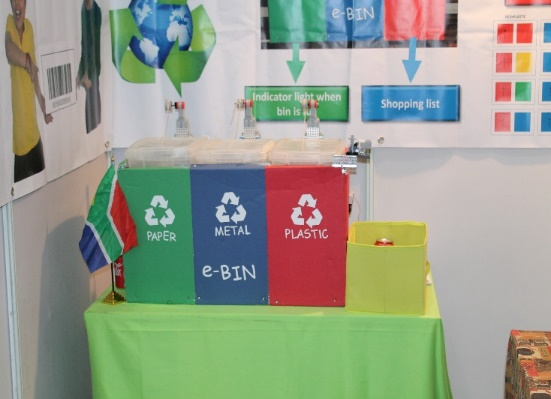 e-BIN
Indicator light when
bin is
Shopping list
PAPER
METAL
PLASTIC
e-BIN